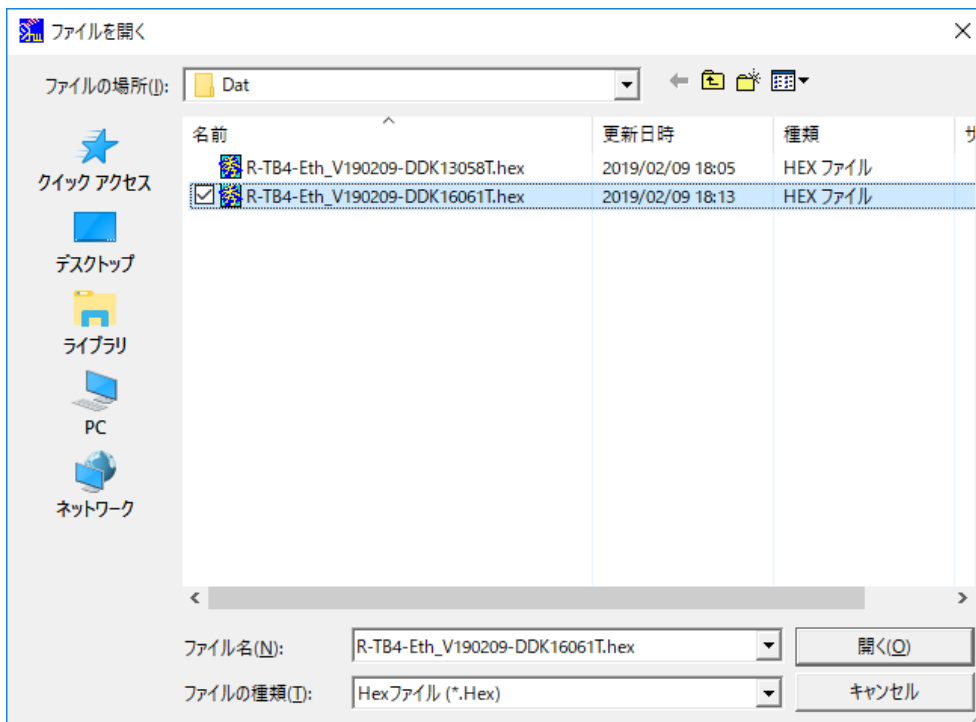 ファイルを開く
ファイルの場所(I): Dat
名前 更新日時 種類 サ
R-TB4-Eth_V190209-DDK13058T.hex 2019/02/09 18:05 HEX ファイル
R-TB4-Eth_V190209-DDK16061T.hex 2019/02/09 18:13 HEX ファイル
クイック アクセス
デスクトップ
ライブラリ
PC
ネットワーク
ファイル名(N): R-TB4-Eth_V190209-DDK16061T.hex 開く(O)
ファイルの種類(T): Hexファイル (*.Hex) キャンセル